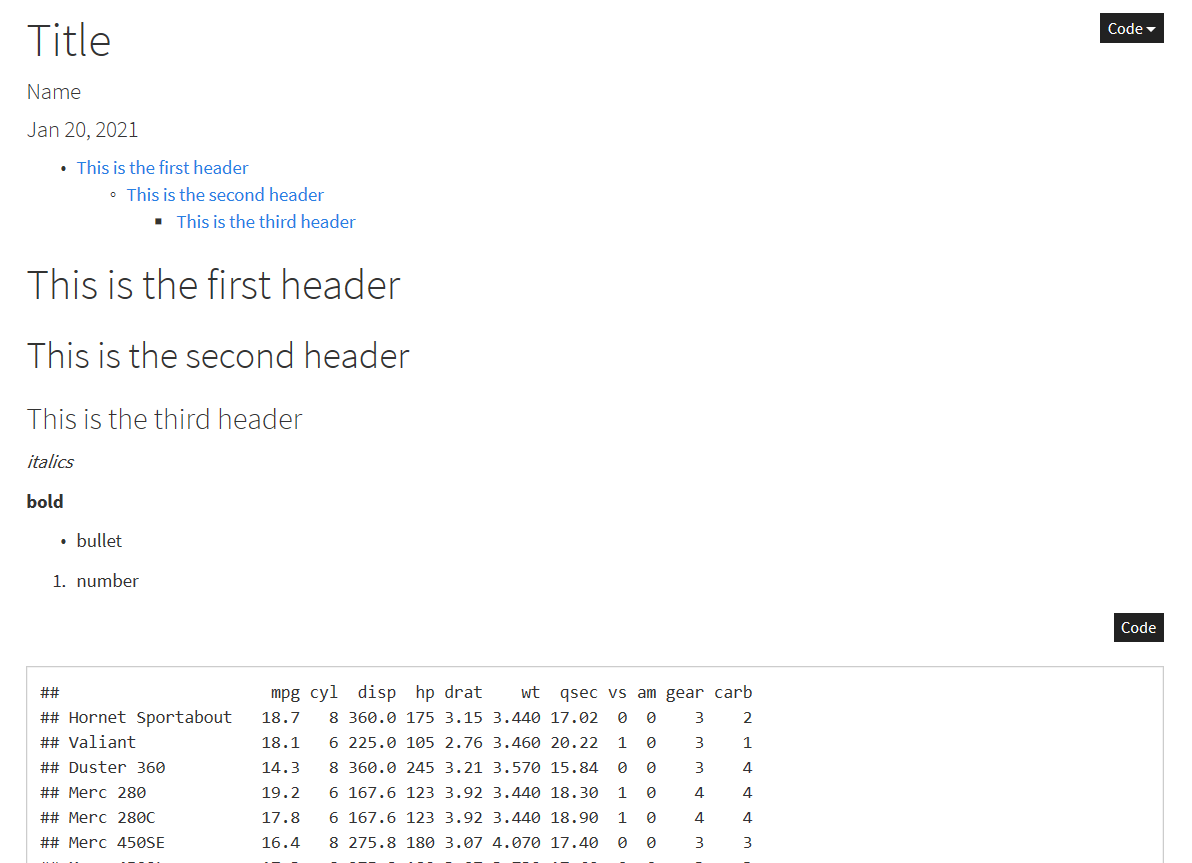 Title
Code
Name
Jan 20, 2021
• This is the first header
◦ This is the second header
▪ This is the third header
This is the first header
This is the second header
This is the third header
italics
bold
• bullet
1. number
Code
##                      mpg cyl  disp  hp drat    wt  qsec vs am gear carb
## Hornet Sportabout   18.7   8 360.0 175 3.15 3.440 17.02  0  0    3    2
## Valiant             18.1   6 225.0 105 2.76 3.460 20.22  1  0    3    1
## Duster 360          14.3   8 360.0 245 3.21 3.570 15.84  0  0    3    4
## Merc 280            19.2   6 167.6 123 3.92 3.440 18.30  1  0    4    4
## Merc 280C           17.8   6 167.6 123 3.92 3.440 18.90  1  0    4    4
## Merc 450SE          16.4   8 275.8 180 3.07 4.070 17.40  0  0    3    3